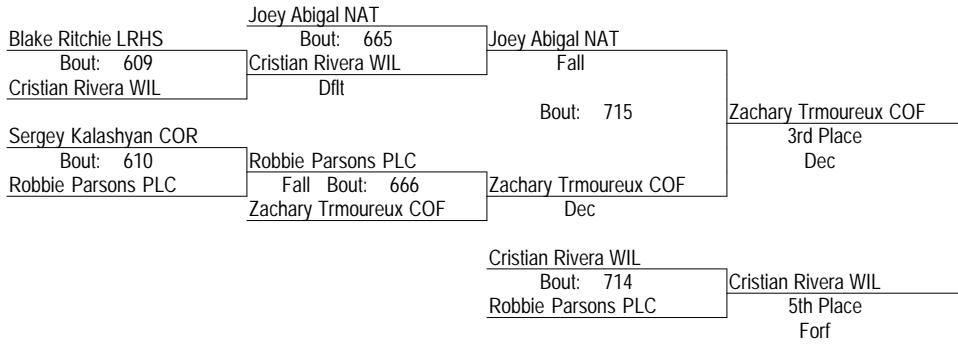 Joey Abigal NAT
Blake Ritchie LRHS
Bout: 665
Joey Abigal NAT
Bout: 609
Cristian Rivera WIL
Fall
Cristian Rivera WIL
Dflt
Bout: 715
Zachary Trmoureux COF
Sergey Kalashyan COR
3rd Place
Bout: 610
Robbie Parsons PLC
Dec
Robbie Parsons PLC
Fall Bout: 666
Zachary Trmoureux COF
Zachary Trmoureux COF
Dec
Cristian Rivera WIL
Bout: 714
Cristian Rivera WIL
Robbie Parsons PLC
5th Place
Forf